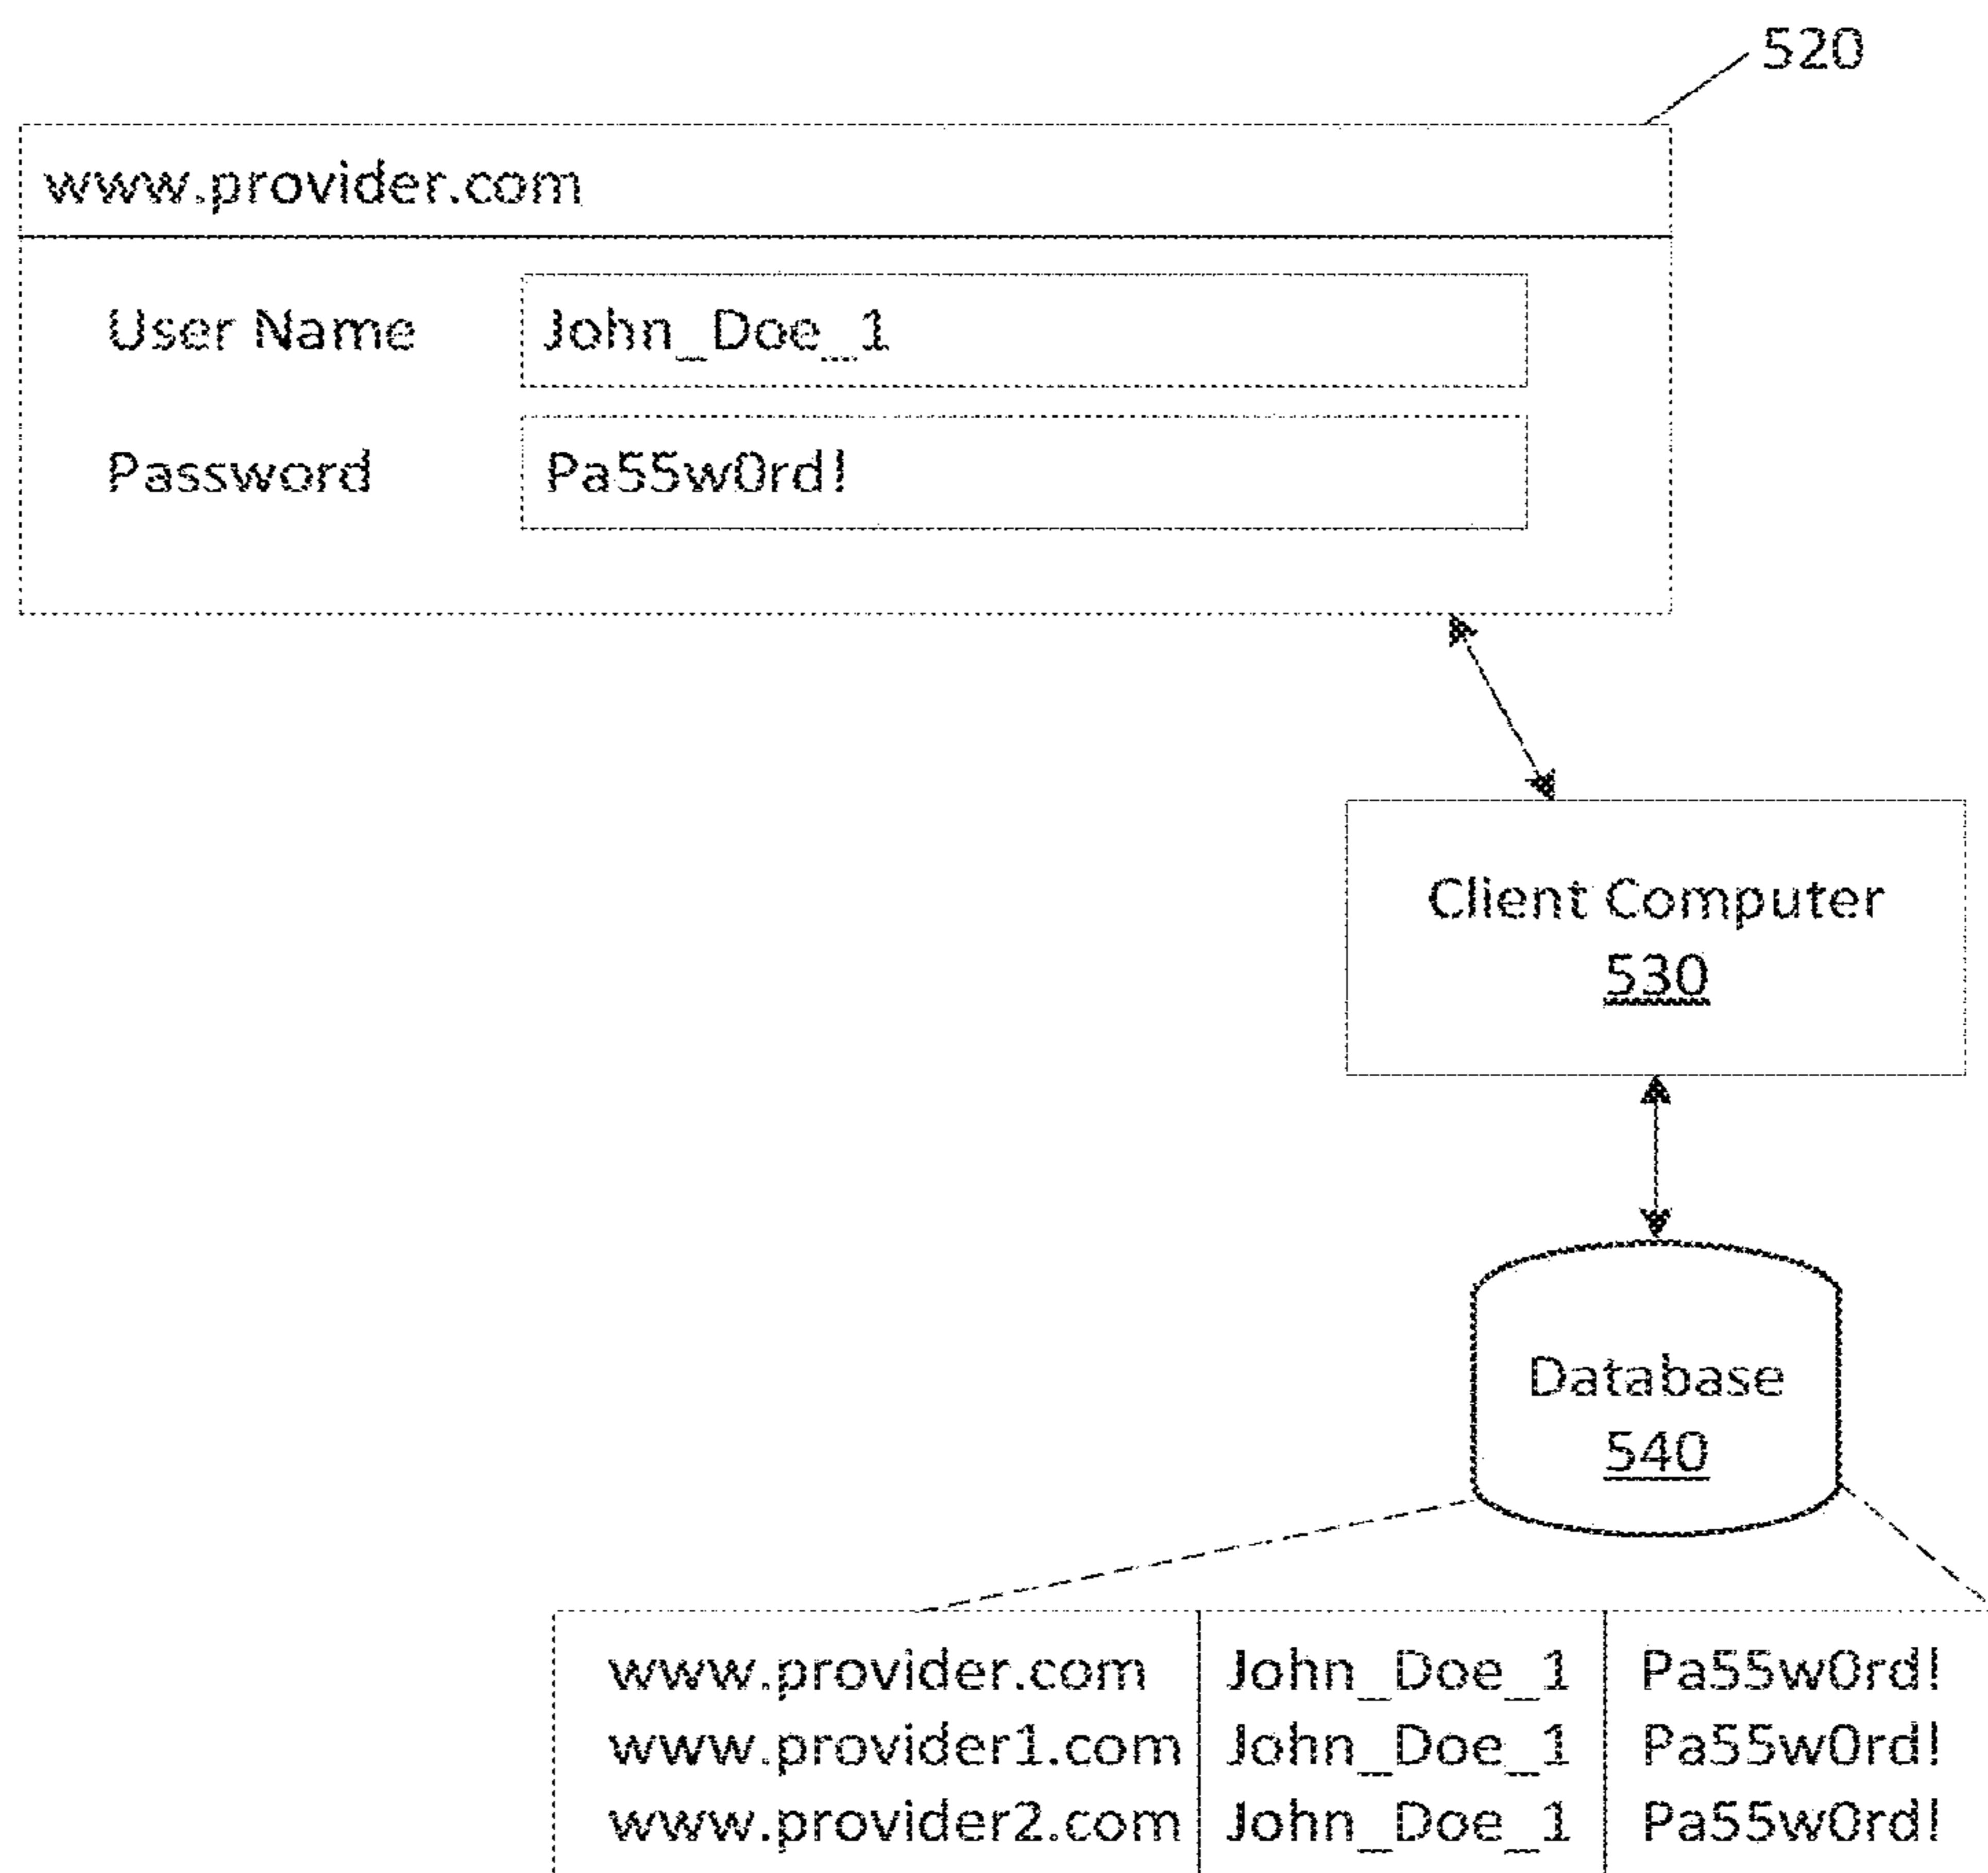 520
www.provider.com
User Name John_Doe_1
Password Pa55w0rd!
Client Computer
530
Database
540
www.provider.com John_Doe_1 Pa55w0rd!
www.provider1.com John_Doe_1 Pa55w0rd!
www.provider2.com John_Doe_1 Pa55w0rd!